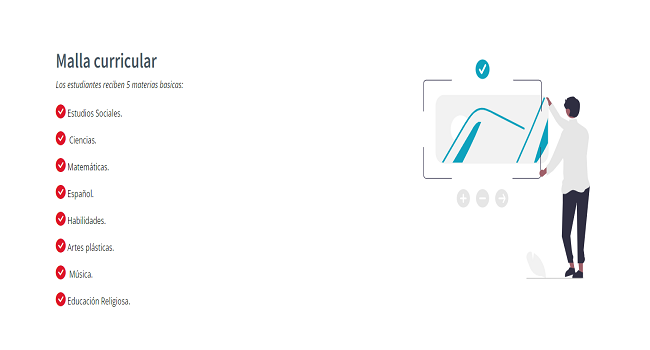 Malla curricular
Los estudiantes reciben 5 materias basicas:
Estudios Sociales.
Ciencias.
Matemáticas.
Español.
Habilidades.
Artes plásticas.
Música.
Educación Religiosa.